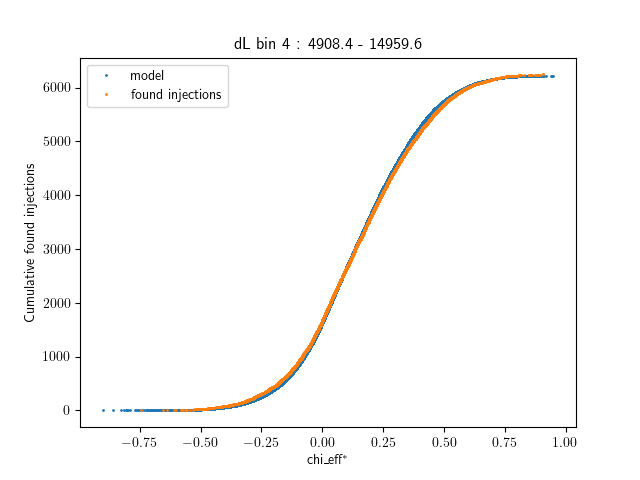 dL bin 4 : 4908.4 - 14959.6
model
found injections
Cumulative found injections
6000
5000
4000
3000
2000
1000
0
−0.75 −0.50 −0.25 0.00 0.25 0.50 0.75 1.00
chi_eff*